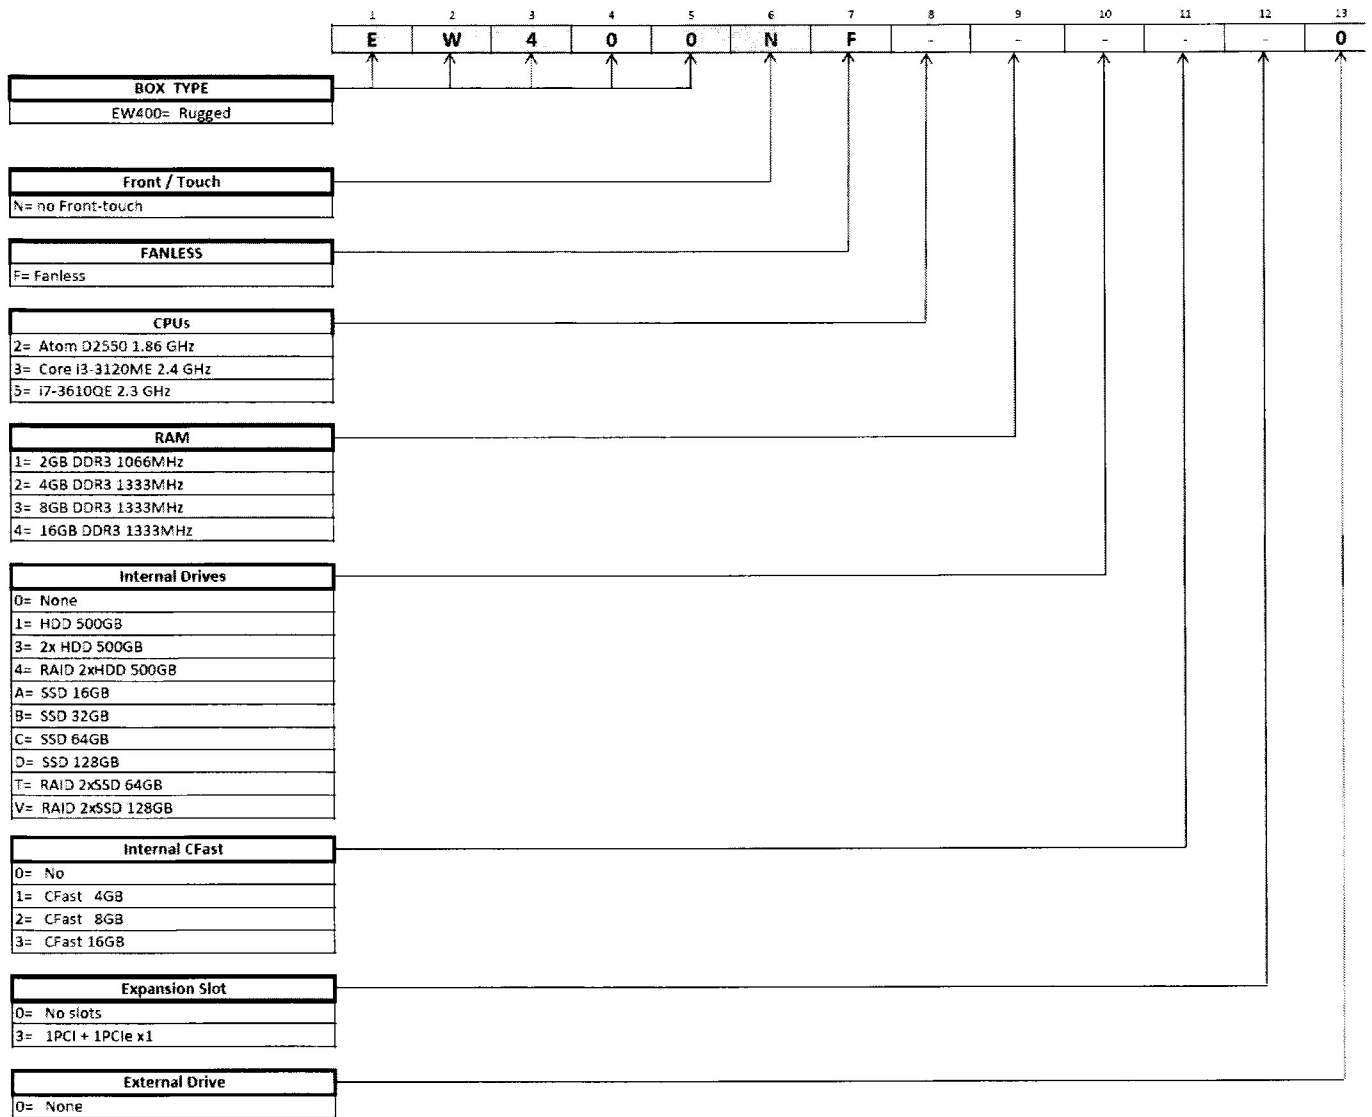 1 2 3 4 5 6 7 8 9 10 11 12 13
E W 4 0 0 N F - - - - - 0
BOX TYPE
EW400= Rugged
Front / Touch
N= no Front-touch
FANLESS
F= Fanless
CPUs
2= Atom D2550 1.86 GHz
3= Core i3-3120ME 2.4 GHz
5= i7-3610QE 2.3 GHz
RAM
1= 2GB DDR3 1066MHz
2= 4GB DDR3 1333MHz
3= 8GB DDR3 1333MHz
4= 16GB DDR3 1333MHz
Internal Drives
0= None
1= HDD 500GB
3= 2x HDD 500GB
4= RAID 2xHDD 500GB
A= SSD 16GB
B= SSD 32GB
C= SSD 64GB
D= SSD 128GB
T= RAID 2xSSD 64GB
V= RAID 2xSSD 128GB
Internal CFast
0= No
1= CFast 4GB
2= CFast 8GB
3= CFast 16GB
Expansion Slot
0= No slots
3= 1PCI + 1PCIe x1
External Drive
0= None